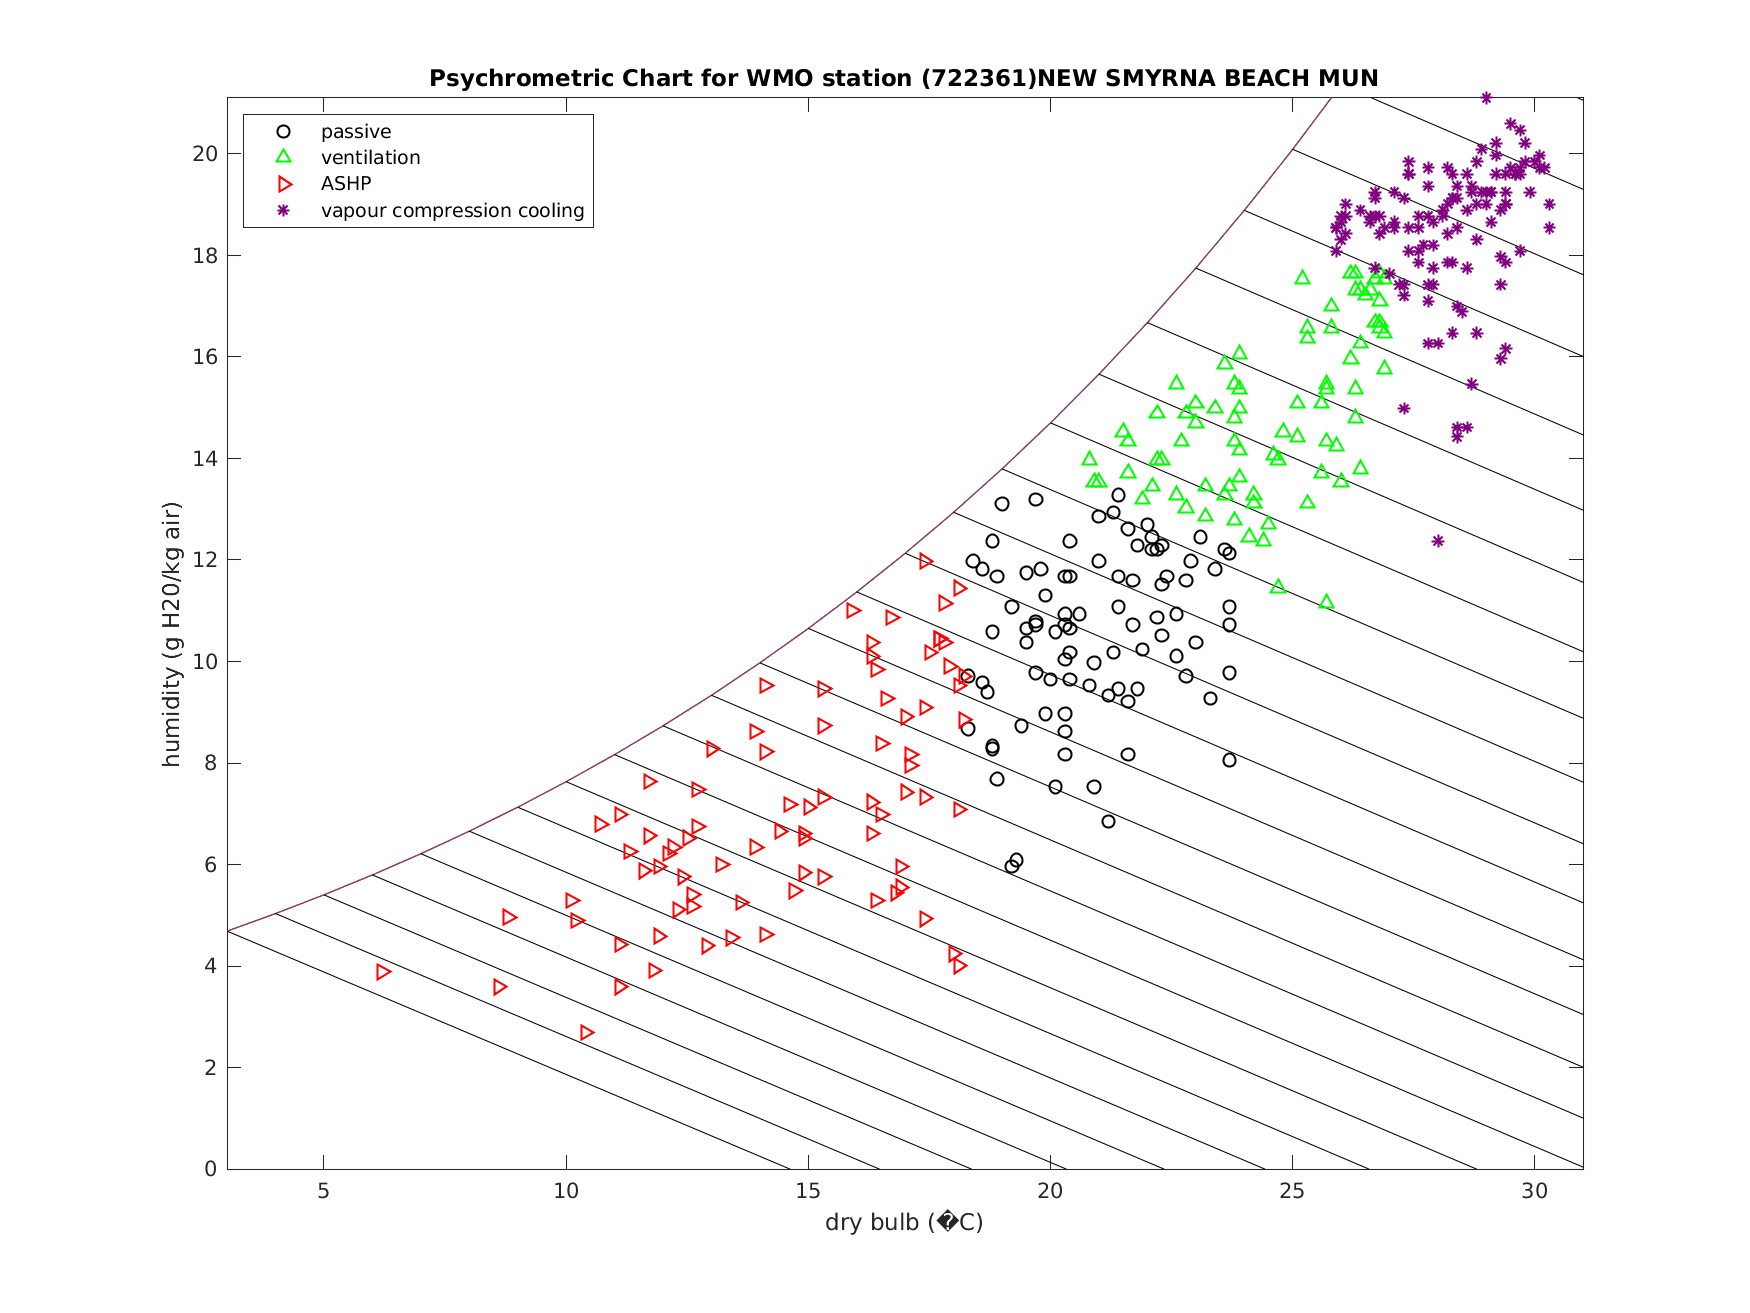 Psychrometric Chart for WMO station (722361)NEW SMYRNA BEACH MUN
passive
ventilation
ASHP
vapour compression cooling
humidity (g H20/kg air)
20
18
16
14
12
10
8
6
4
2
0
5 10 15 20 25 30
dry bulb (�C)